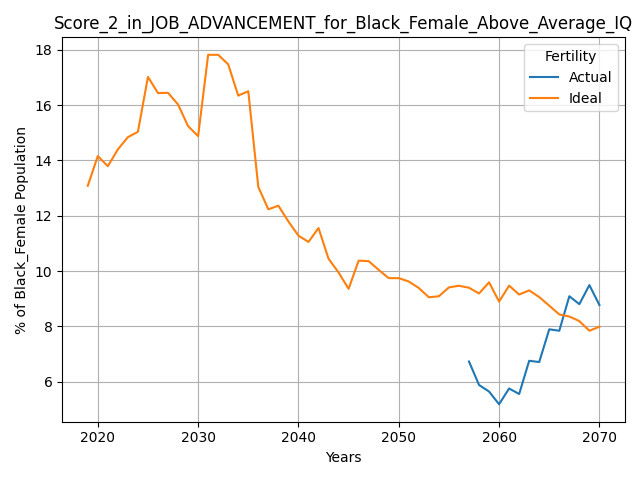 Score_2_in_JOB_ADVANCEMENT_for_Black_Female_Above_Average_IQ
Fertility
Actual
Ideal
% of Black_Female Population
18
16
14
12
10
8
6
2020 2030 2040 2050 2060 2070
Years